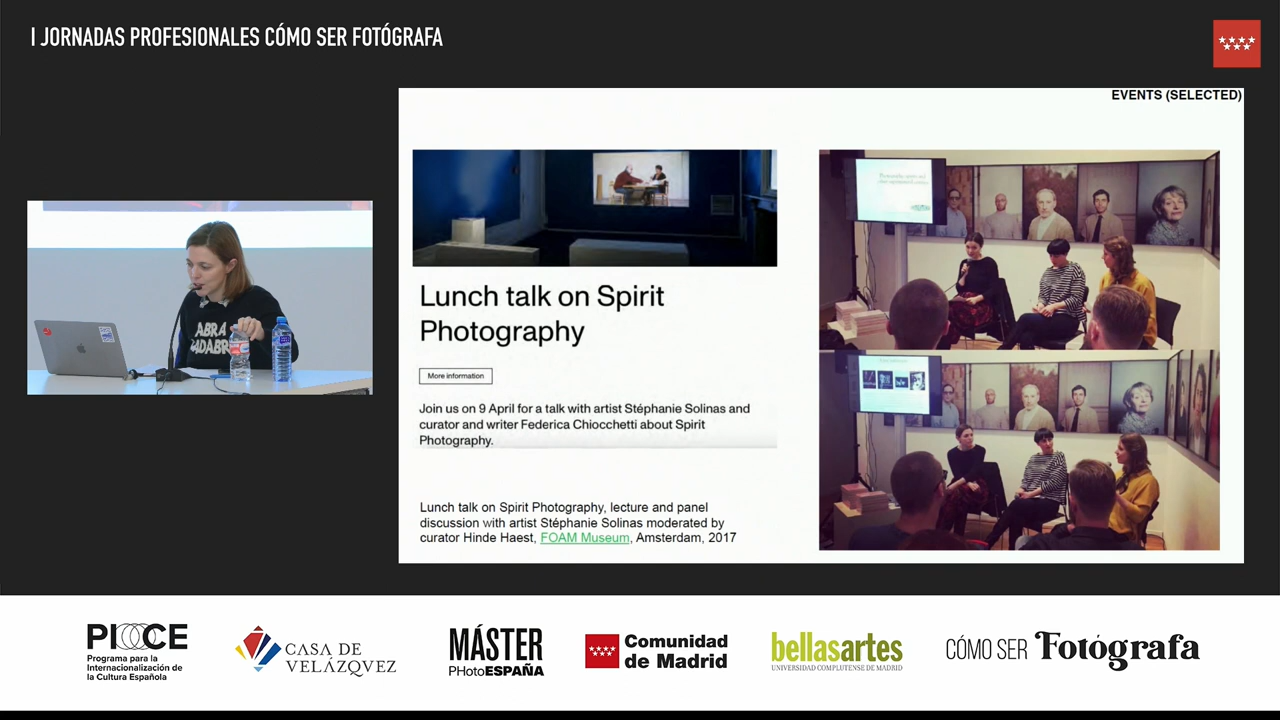 I JORNADAS PROFESIONALES CÓMO SER FOTÓGRAFA
EVENTS (SELECTED)
Lunch talk on Spirit
Photography
More information
Join us on 9 April for a talk with artist Stéphanie Solinas and
curator and writer Federica Chiocchetti about Spirit
Photography.
Lunch talk on Spirit Photography, lecture and panel
discussion with artist Stéphanie Solinas moderated by
curator Hinde Haest, FOAM Museum, Amsterdam, 2017
ABRA
PICE
Programa para la
Internacionalización de
la Cultura Española
CASA DE
VELÁZQVEZ
MÁSTER
PHotoESPAÑA
Comunidad
de Madrid
bellasartes
UNIVERSIDAD COMPLUTENSE DE MADRID
CÓMO SER Fotógrafa